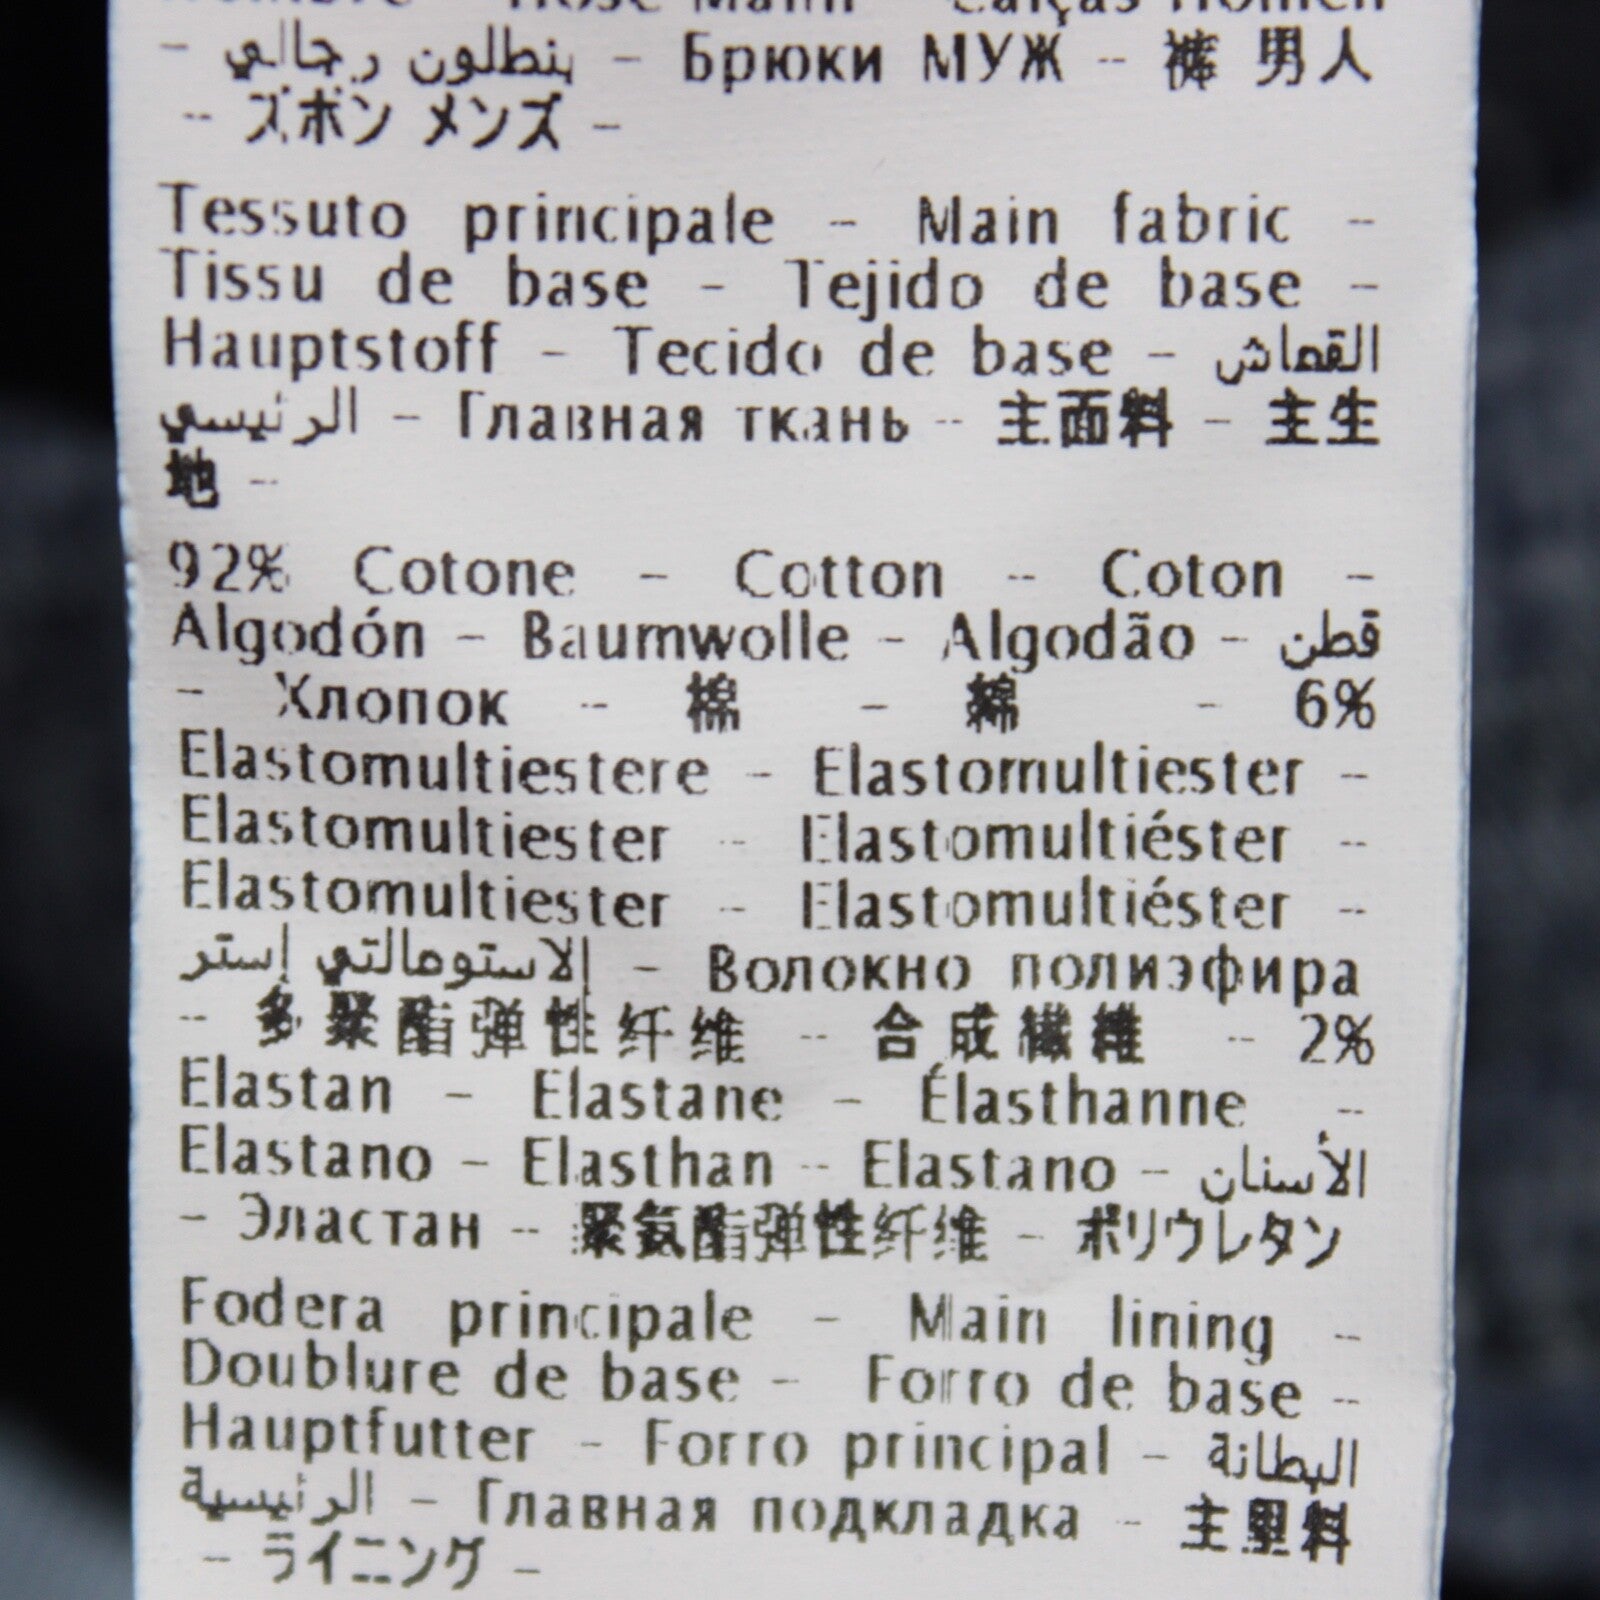 - بنطلون رجالي - Брюки МУЖ - 裤 男人
- ズボン メンズ -
Tessuto principale - Main fabric -
Tissu de base - Tejido de base -
Hauptstoff - Tecido de base - القماش
الرئيسي - Главная ткань - 主面料 - 主生
地 -
92% Cotone - Cotton - Coton -
Algodón - Baumwolle - Algodão - قطن
- Хлопок - 棉 - 綿 - 6%
Elastomultiestere - Elastomultiester -
Elastomultiester - Elastomultiéster -
Elastomultiester - Elastomultiéster -
الاستومالتي إستر - Волокно полиэфира
- 多聚酯弹性纤维 - 合成繊維 - 2%
Elastan - Elastane - Élasthanne -
Elastano - Elasthan - Elastano - الأسنان
- Эластан - 聚氨酯弹性纤维 - ポリウレタン
Fodera principale - Main lining -
Doublure de base - Forro de base -
Hauptfutter - Forro principal - البطانة
الرئيسية - Главная подкладка - 主里料
- ライニング -